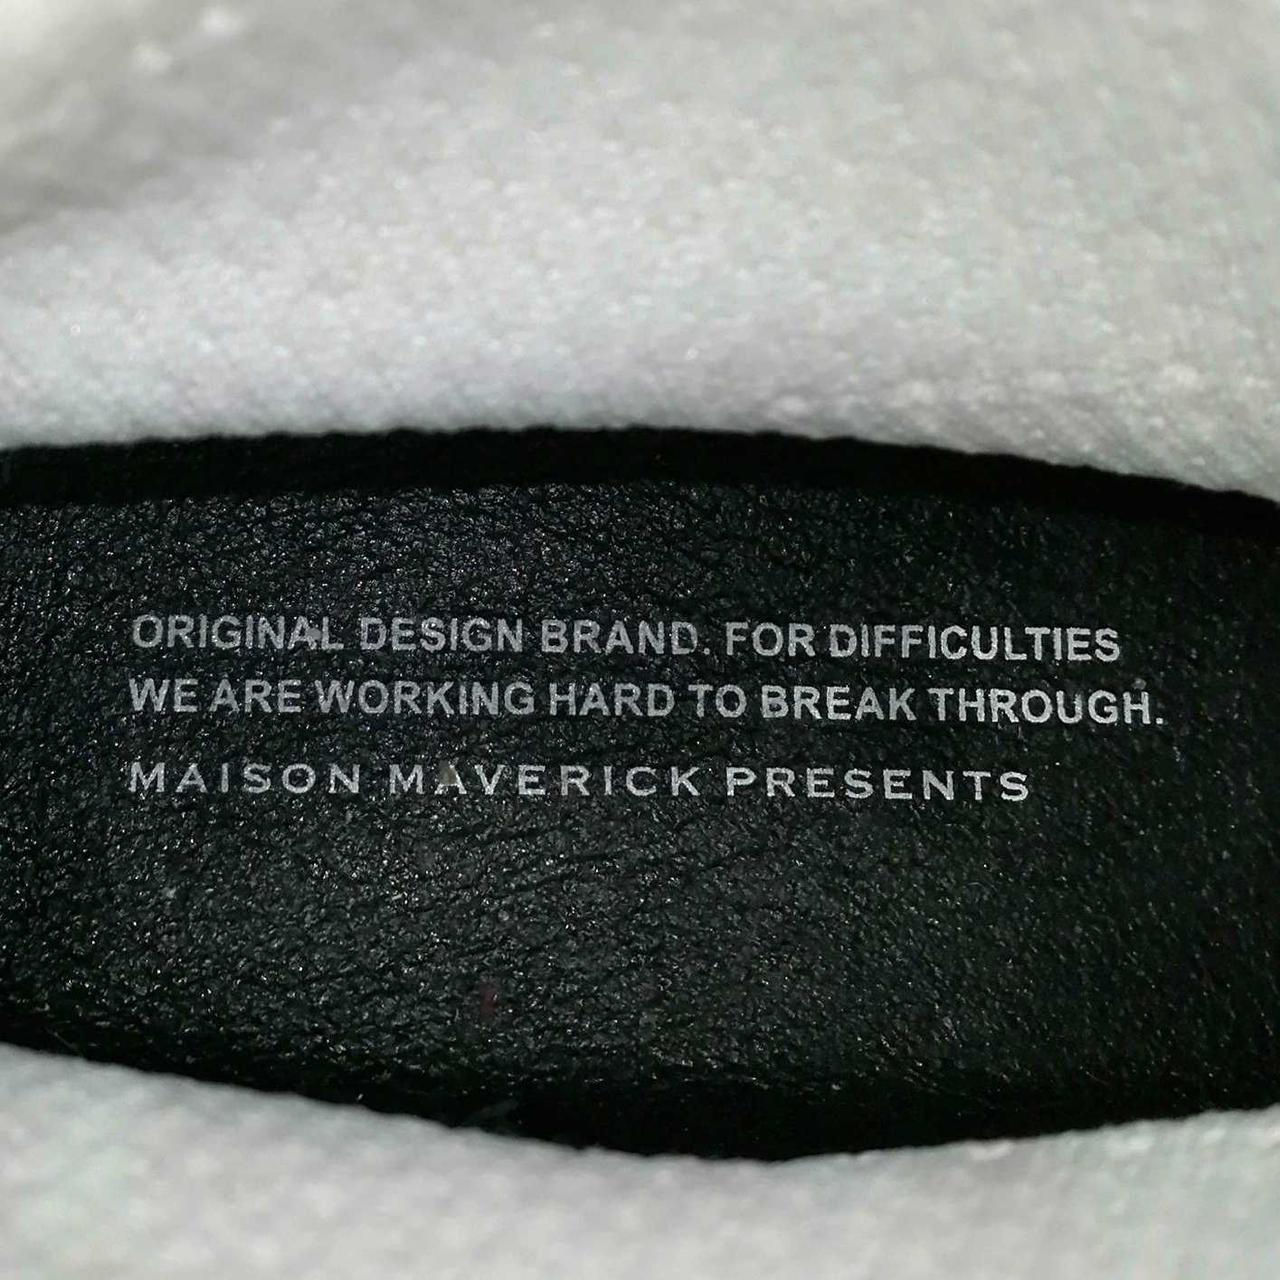 ORIGINAL DESIGN BRAND. FOR DIFFICULTIES
WE ARE WORKING HARD TO BREAK THROUGH.
MAISON MAVERICK PRESENTS